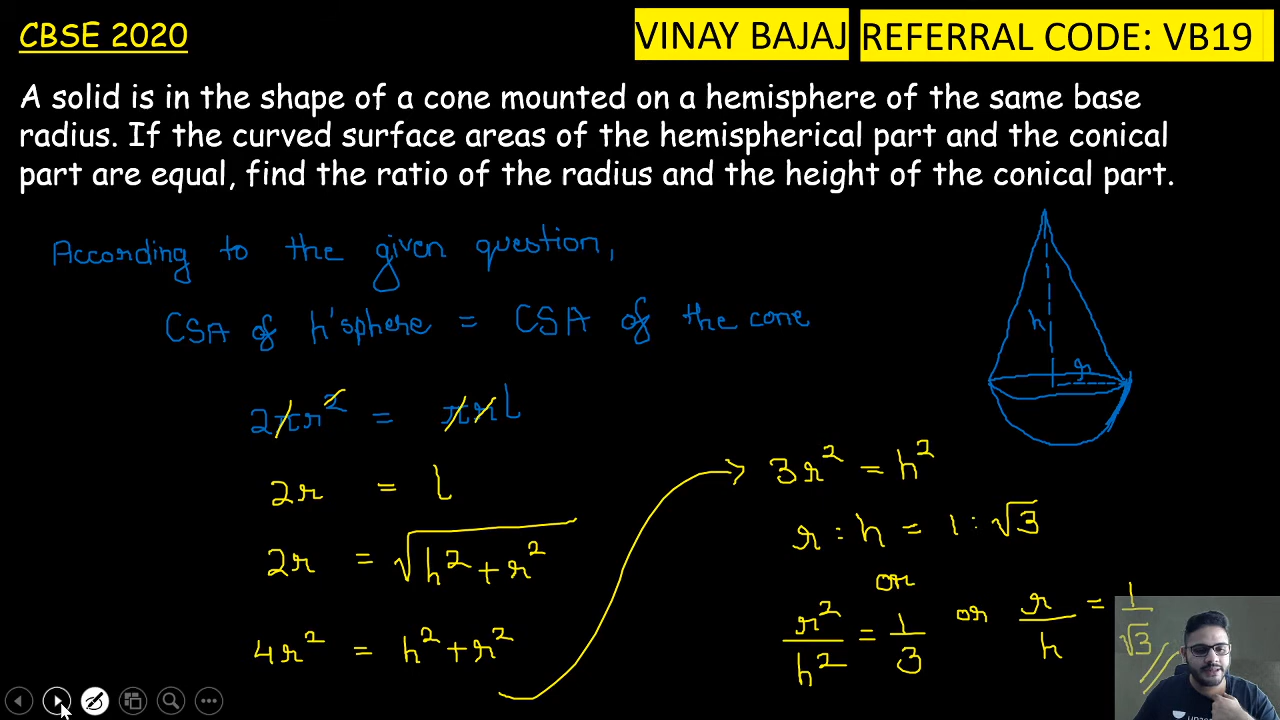 CBSE 2020
VINAY BAJAJ
REFERRAL CODE: VB19
A solid is in the shape of a cone mounted on a hemisphere of the same base
radius. If the curved surface areas of the hemispherical part and the conical
part are equal, find the ratio of the radius and the height of the conical part.
According to the given question,
CSA of h'sphere = CSA of the cone
2πr² = πrl
2r = l
2r = √(h²+r²)
4r² = h²+r²
h
r
3r² = h²
r : h = 1 : √3
or
r²/h² = 1/3 or r/h = 1/√3